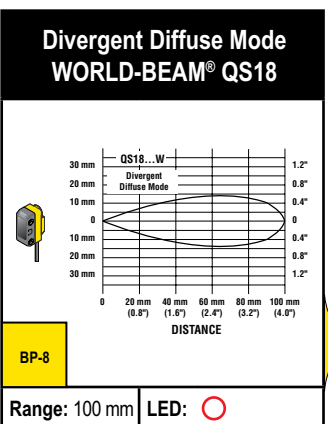 Divergent Diffuse Mode
WORLD-BEAM® QS18
QS18...W
Divergent
Diffuse Mode
30 mm
20 mm
10 mm
0
10 mm
20 mm
30 mm
1.2"
0.8"
0.4"
0
0.4"
0.8"
1.2"
0 20 mm 40 mm 60 mm 80 mm 100 mm
(0.8") (1.6") (2.4") (3.2") (4.0")
DISTANCE
BP-8
Range: 100 mm LED: